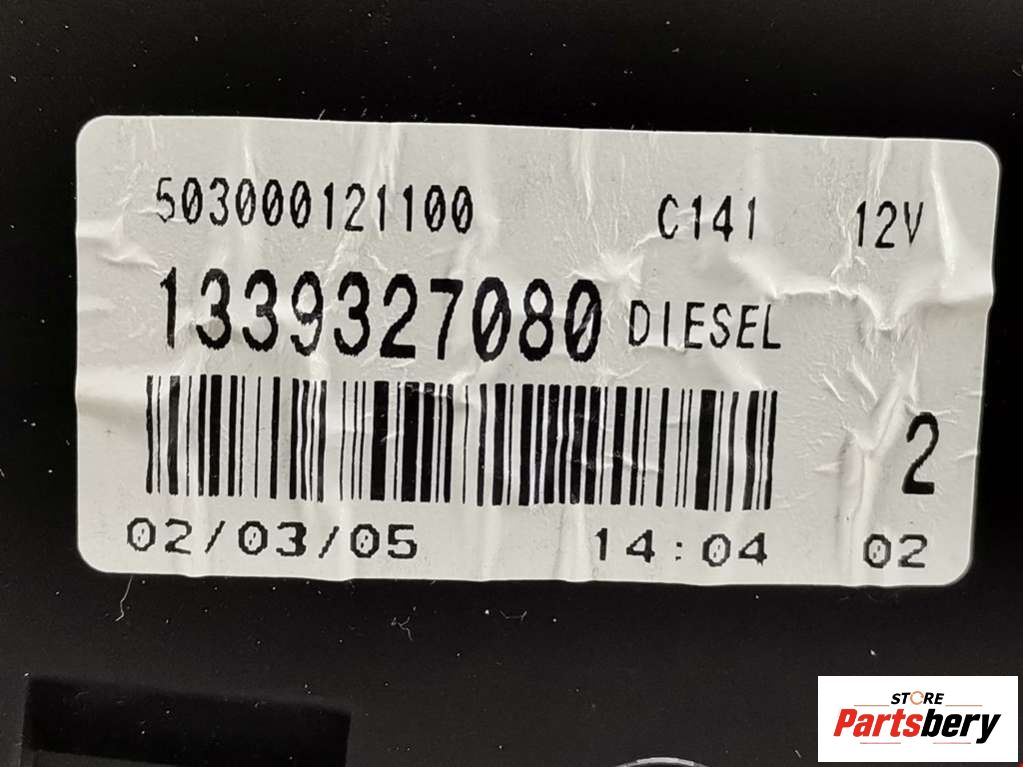 503000121100 C141 12V
1339327080 DIESEL
2
02/03/05 14:04 02
STORE
Partsbery